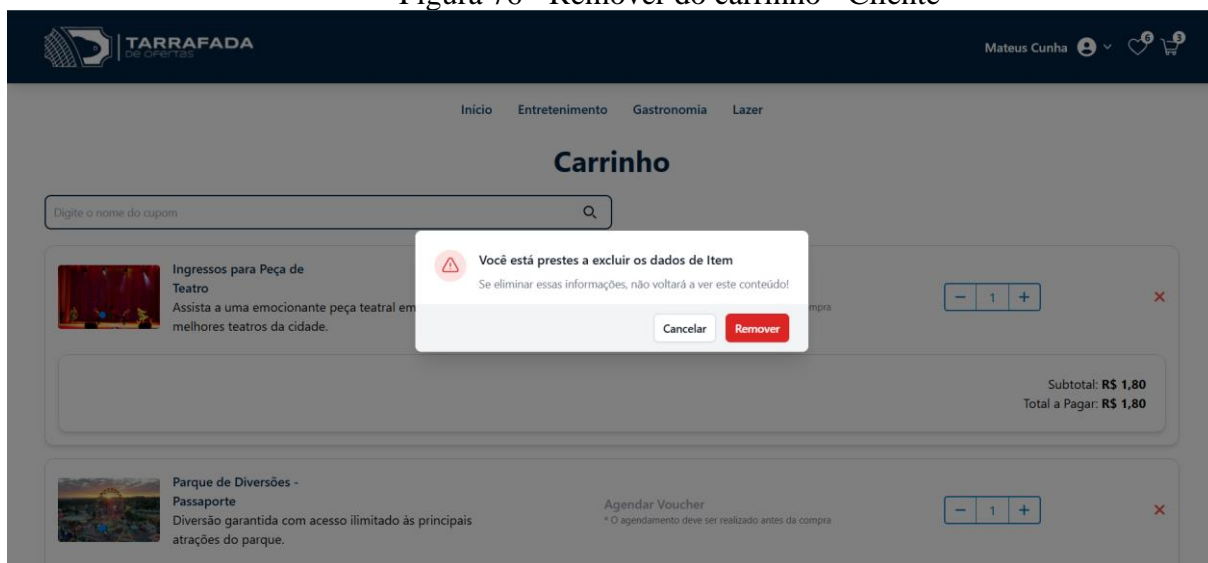 Figura 76 - Remover do carrinho - Cliente
TARRAFADA
DE OFERTAS
Mateus Cunha
6
3
Início Entretenimento Gastronomia Lazer
Carrinho
Digite o nome do cupom
Você está prestes a excluir os dados de Item
Se eliminar essas informações, não voltará a ver este conteúdo!
Cancelar Remover
Ingressos para Peça de
Teatro
Assista a uma emocionante peça teatral em
melhores teatros da cidade.
mpra
− 1 +
Subtotal: R$ 1,80
Total a Pagar: R$ 1,80
Parque de Diversões -
Passaporte
Diversão garantida com acesso ilimitado às principais
atrações do parque.
Agendar Voucher
* O agendamento deve ser realizado antes da compra
− 1 +